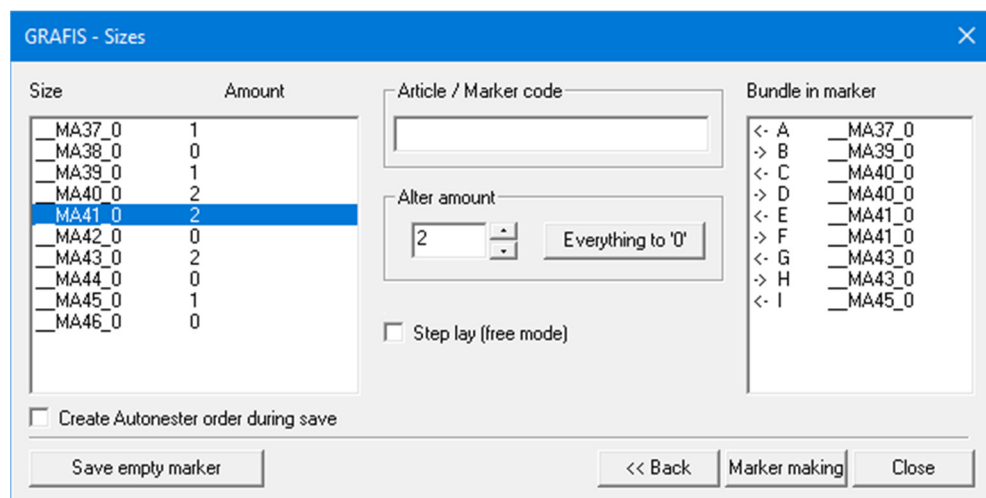 GRAFIS - Sizes
Size Amount
__MA37_0 1
__MA38_0 0
__MA39_0 1
__MA40_0 2
__MA41_0 2
__MA42_0 0
__MA43_0 2
__MA44_0 0
__MA45_0 1
__MA46_0 0
Create Autonester order during save
Save empty marker
Article / Marker code
Alter amount
2
Everything to '0'
Step lay (free mode)
Bundle in marker
<- A __MA37_0
-> B __MA39_0
<- C __MA40_0
-> D __MA40_0
<- E __MA41_0
-> F __MA41_0
<- G __MA43_0
-> H __MA43_0
<- I __MA45_0
<< Back
Marker making
Close